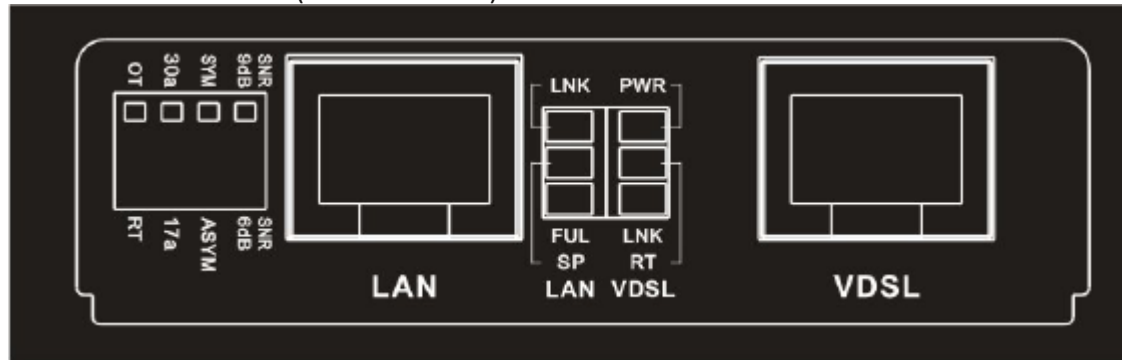 OT 30a SYM 9dB SNR
RT 17a ASYM 6dB SNR
LAN
LNK PWR
FUL LNK
SP RT
LAN VDSL
VDSL